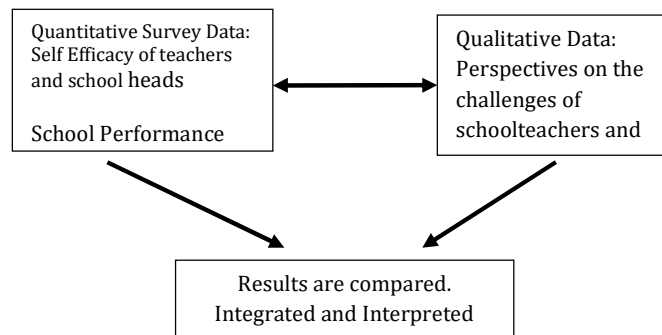 Quantitative Survey Data:
Self Efficacy of teachers
and school heads
School Performance
Qualitative Data:
Perspectives on the
challenges of
schoolteachers and
Results are compared.
Integrated and Interpreted